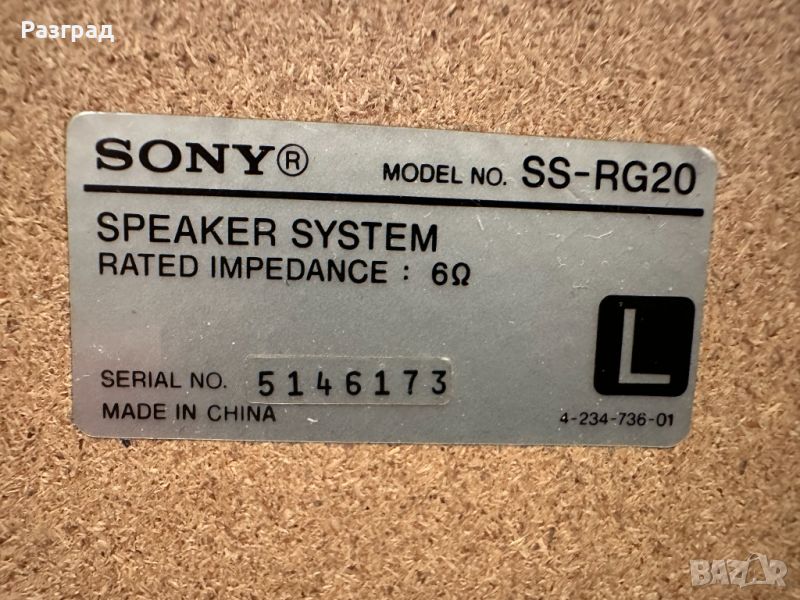 Разград
SONY® MODEL NO. SS-RG20
SPEAKER SYSTEM
RATED IMPEDANCE : 6Ω
L
SERIAL NO. 5146173
MADE IN CHINA
4-234-736-01
BAZAR